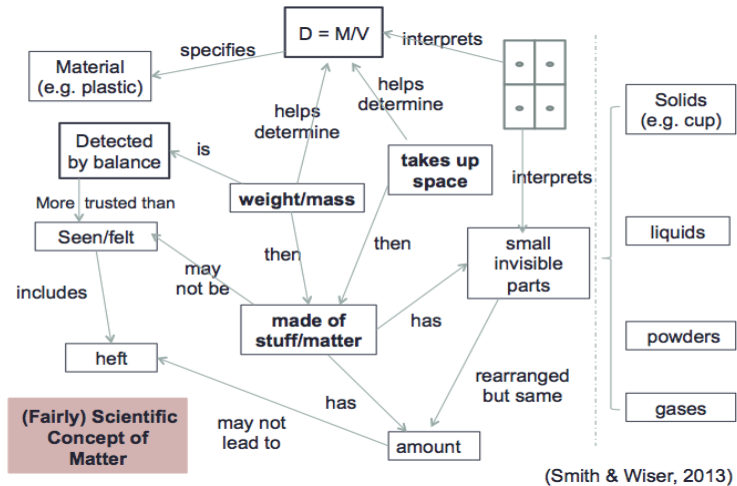 D = M/V
specifies
interprets
Material
(e.g. plastic)
helps
determine
helps
determine
Solids
(e.g. cup)
Detected
by balance
is
takes up
space
weight/mass
interprets
More trusted than
Seen/felt
then
then
small
invisible
parts
liquids
may
not be
includes
made of
stuff/matter
has
powders
heft
rearranged
but same
has
(Fairly) Scientific
Concept of
Matter
may not
lead to
amount
gases
(Smith & Wiser, 2013)